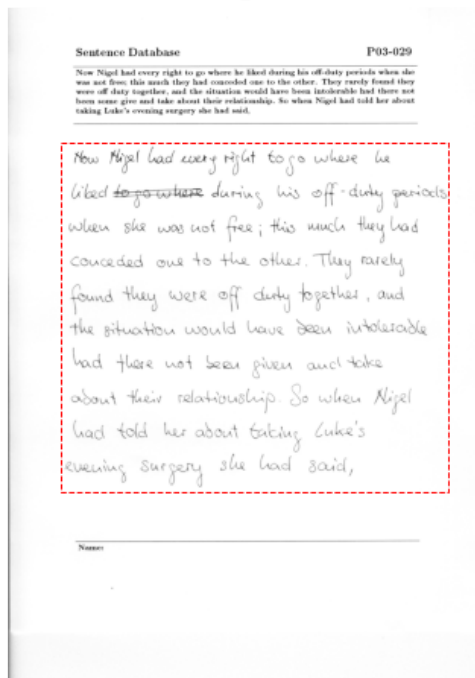 Sentence Database P03-029
Now Nigel had every right to go where he liked during his off-duty periods when she
was not free; this much they had conceded one to the other. They rarely found they
were off duty together, and the situation would have been intolerable had there not
been some give and take about their relationship. So when Nigel had told her about
taking Luke's evening surgery she had said,
Now Nigel had every right to go where he
liked to go where during his off-duty periods
when she was not free; this much they had
conceded one to the other. They rarely
found they were off duty together, and
the situation would have been intolerable
had there not been given and take
about their relationship. So when Nigel
had told her about taking Luke's
evening surgery she had said,
Name: